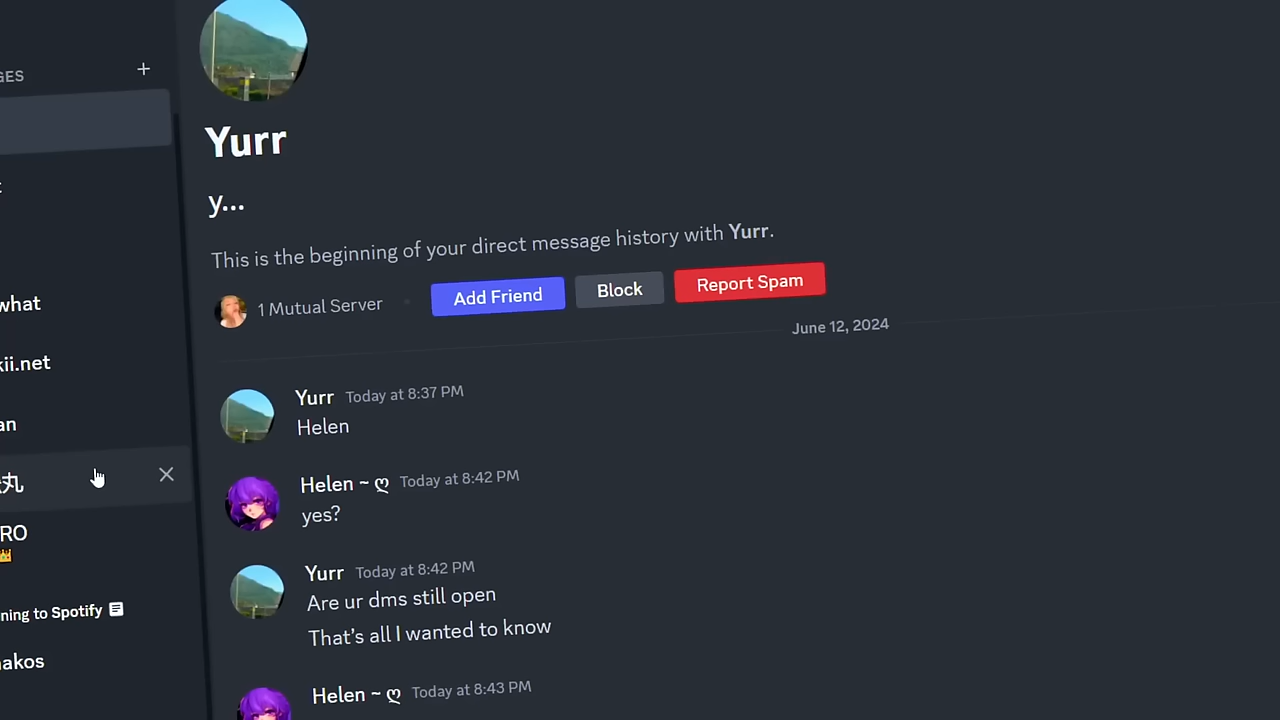 GES +
Yurr
y...
This is the beginning of your direct message history with Yurr.
1 Mutual Server
Add Friend
Block
Report Spam
June 12, 2024
Yurr Today at 8:37 PM
Helen
Helen ~ ღ Today at 8:42 PM
yes?
Yurr Today at 8:42 PM
Are ur dms still open
That's all I wanted to know
Helen ~ ღ Today at 8:43 PM
what
kii.net
an
丸
RO
ning to Spotify
akos